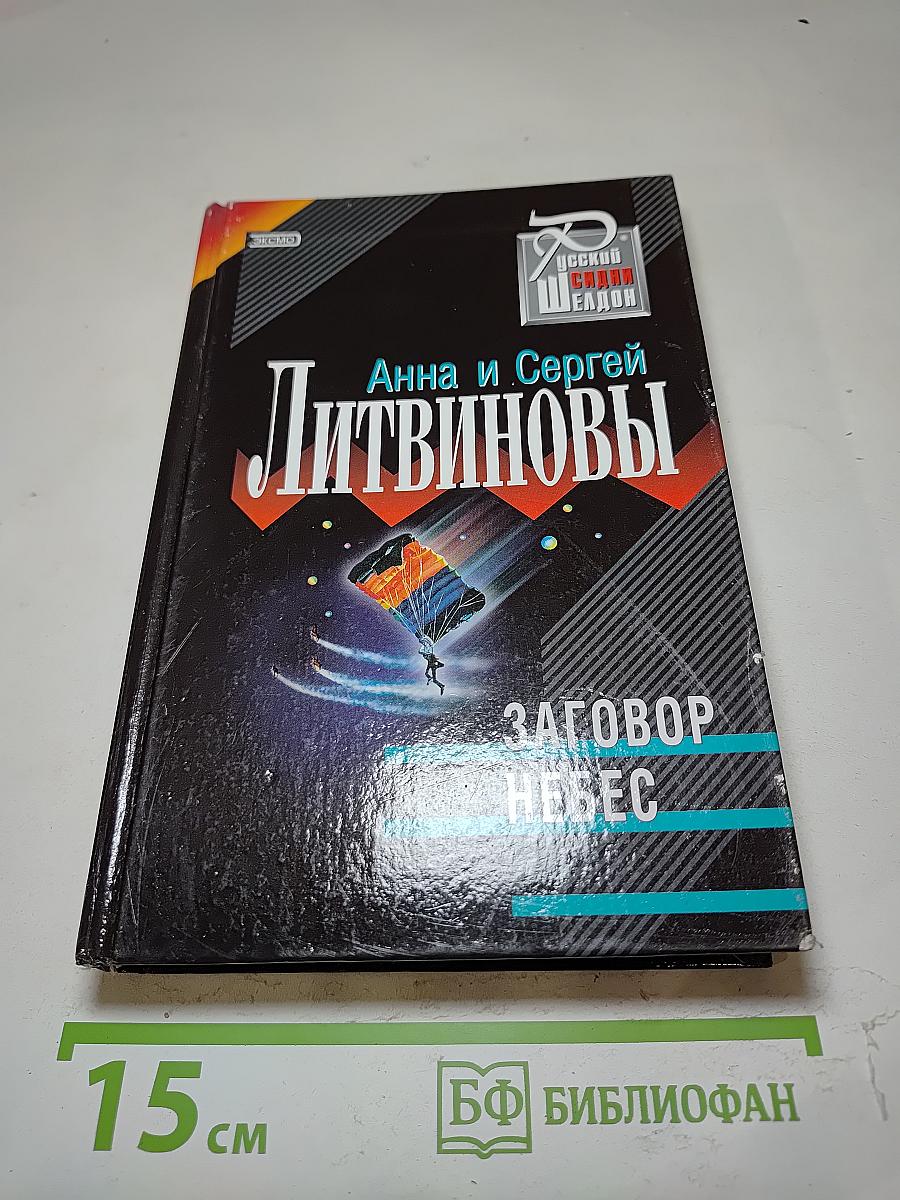 ЭКСМО
Русский
Сидни
Шелдон
Анна и Сергей
Литвиновы
ЗАГОВОР
НЕБЕС
15 см
БФ БИБЛИОФАН